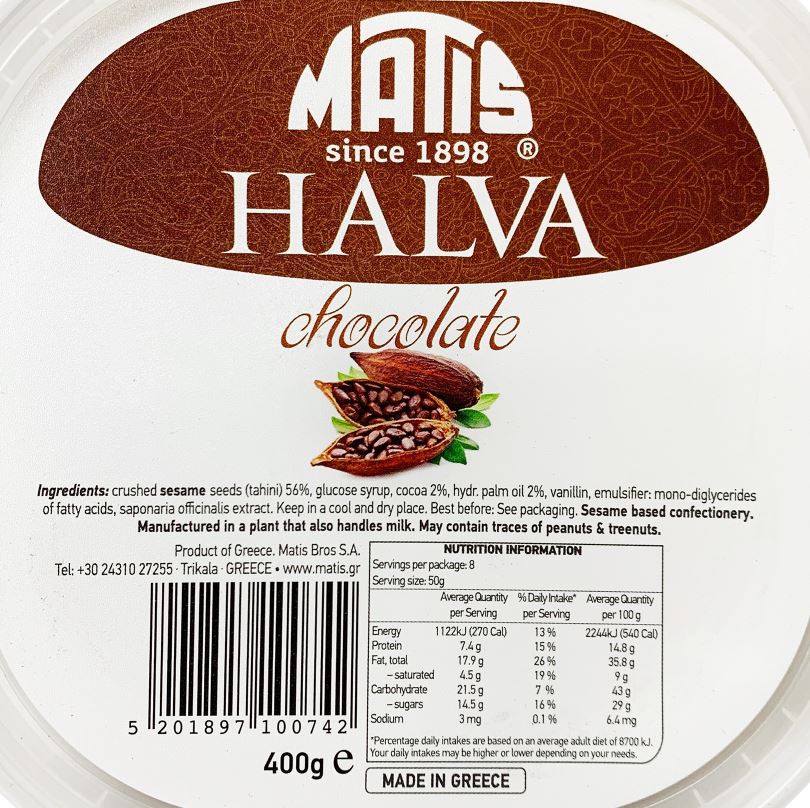 MATIS
since 1898 ®
HALVA
chocolate
Ingredients: crushed sesame seeds (tahini) 56%, glucose syrup, cocoa 2%, hydr. palm oil 2%, vanillin, emulsifier: mono-diglycerides
of fatty acids, saponaria officinalis extract. Keep in a cool and dry place. Best before: See packaging. Sesame based confectionery.
Manufactured in a plant that also handles milk. May contain traces of peanuts & treenuts.
Product of Greece. Matis Bros S.A.
Tel: +30 24310 27255 · Trikala · GREECE • www.matis.gr
5 201897 100742
400g e
NUTRITION INFORMATION
Servings per package: 8
Serving size: 50g
Average Quantity % Daily Intake* Average Quantity
per Serving per Serving per 100 g
Energy 1122kJ (270 Cal) 13 % 2244kJ (540 Cal)
Protein 7.4 g 15 % 14.8 g
Fat, total 17.9 g 26 % 35.8 g
– saturated 4.5 g 19 % 9 g
Carbohydrate 21.5 g 7 % 43 g
– sugars 14.5 g 16 % 29 g
Sodium 3 mg 0.1 % 6.4 mg
*Percentage daily intakes are based on an average adult diet of 8700 kJ.
Your daily intakes may be higher or lower depending on your needs.
MADE IN GREECE